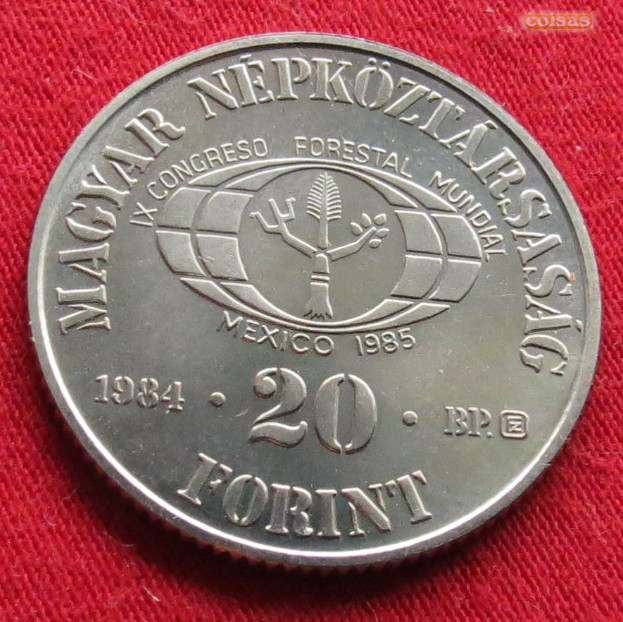 coisas
MAGYAR NÉPKÖZTÁRSASÁG
IX CONGRESO FORESTAL MUNDIAL
MEXICO 1985
1984 · 20 · BP.
FORINT